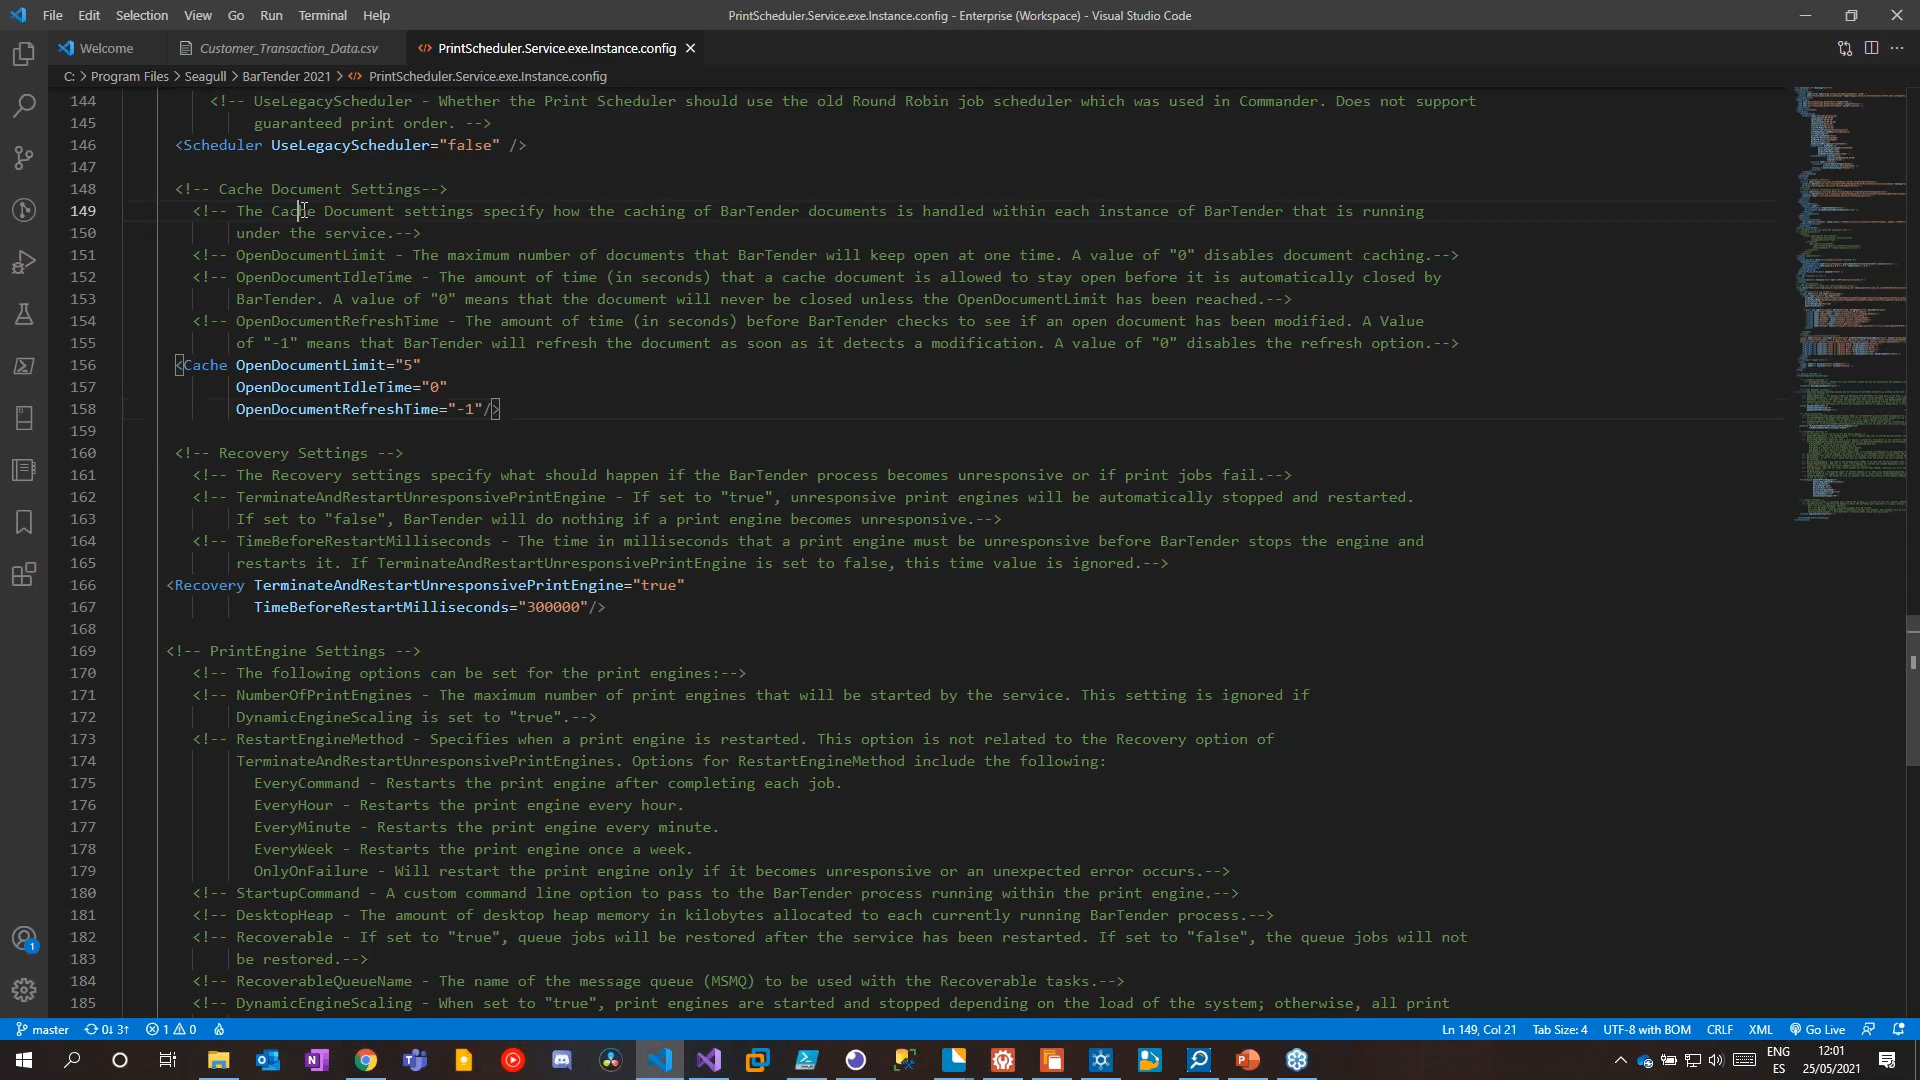 File Edit Selection View Go Run Terminal Help
PrintScheduler.Service.exe.Instance.config - Enterprise (Workspace) - Visual Studio Code
Welcome
Customer_Transaction_Data.csv
PrintScheduler.Service.exe.Instance.config
C: > Program Files > Seagull > BarTender 2021 > PrintScheduler.Service.exe.Instance.config
144 <!-- UseLegacyScheduler - Whether the Print Scheduler should use the old Round Robin job scheduler which was used in Commander. Does not support
145 guaranteed print order. -->
146 <Scheduler UseLegacyScheduler="false" />
147
148 <!-- Cache Document Settings-->
149 <!-- The Cache Document settings specify how the caching of BarTender documents is handled within each instance of BarTender that is running
150 under the service.-->
151 <!-- OpenDocumentLimit - The maximum number of documents that BarTender will keep open at one time. A value of "0" disables document caching.-->
152 <!-- OpenDocumentIdleTime - The amount of time (in seconds) that a cache document is allowed to stay open before it is automatically closed by
153 BarTender. A value of "0" means that the document will never be closed unless the OpenDocumentLimit has been reached.-->
154 <!-- OpenDocumentRefreshTime - The amount of time (in seconds) before BarTender checks to see if an open document has been modified. A Value
155 of "-1" means that BarTender will refresh the document as soon as it detects a modification. A value of "0" disables the refresh option.-->
156 <Cache OpenDocumentLimit="5"
157 OpenDocumentIdleTime="0"
158 OpenDocumentRefreshTime="-1"/>
159
160 <!-- Recovery Settings -->
161 <!-- The Recovery settings specify what should happen if the BarTender process becomes unresponsive or if print jobs fail.-->
162 <!-- TerminateAndRestartUnresponsivePrintEngine - If set to "true", unresponsive print engines will be automatically stopped and restarted.
163 If set to "false", BarTender will do nothing if a print engine becomes unresponsive.-->
164 <!-- TimeBeforeRestartMilliseconds - The time in milliseconds that a print engine must be unresponsive before BarTender stops the engine and
165 restarts it. If TerminateAndRestartUnresponsivePrintEngine is set to false, this time value is ignored.-->
166 <Recovery TerminateAndRestartUnresponsivePrintEngine="true"
167 TimeBeforeRestartMilliseconds="300000"/>
168
169 <!-- PrintEngine Settings -->
170 <!-- The following options can be set for the print engines:-->
171 <!-- NumberOfPrintEngines - The maximum number of print engines that will be started by the service. This setting is ignored if
172 DynamicEngineScaling is set to "true".-->
173 <!-- RestartEngineMethod - Specifies when a print engine is restarted. This option is not related to the Recovery option of
174 TerminateAndRestartUnresponsivePrintEngines. Options for RestartEngineMethod include the following:
175 EveryCommand - Restarts the print engine after completing each job.
176 EveryHour - Restarts the print engine every hour.
177 EveryMinute - Restarts the print engine every minute.
178 EveryWeek - Restarts the print engine once a week.
179 OnlyOnFailure - Will restart the print engine only if it becomes unresponsive or an unexpected error occurs.-->
180 <!-- StartupCommand - A custom command line option to pass to the BarTender process running within the print engine.-->
181 <!-- DesktopHeap - The amount of desktop heap memory in kilobytes allocated to each currently running BarTender process.-->
182 <!-- Recoverable - If set to "true", queue jobs will be restored after the service has been restarted. If set to "false", the queue jobs will not
183 be restored.-->
184 <!-- RecoverableQueueName - The name of the message queue (MSMQ) to be used with the Recoverable tasks.-->
185 <!-- DynamicEngineScaling - When set to "true", print engines are started and stopped depending on the load of the system; otherwise, all print
1
master 0↓ 3↑ 1 0 Ln 149, Col 21 Tab Size: 4 UTF-8 with BOM CRLF XML Go Live
ENG 12:01
ES 25/05/2021